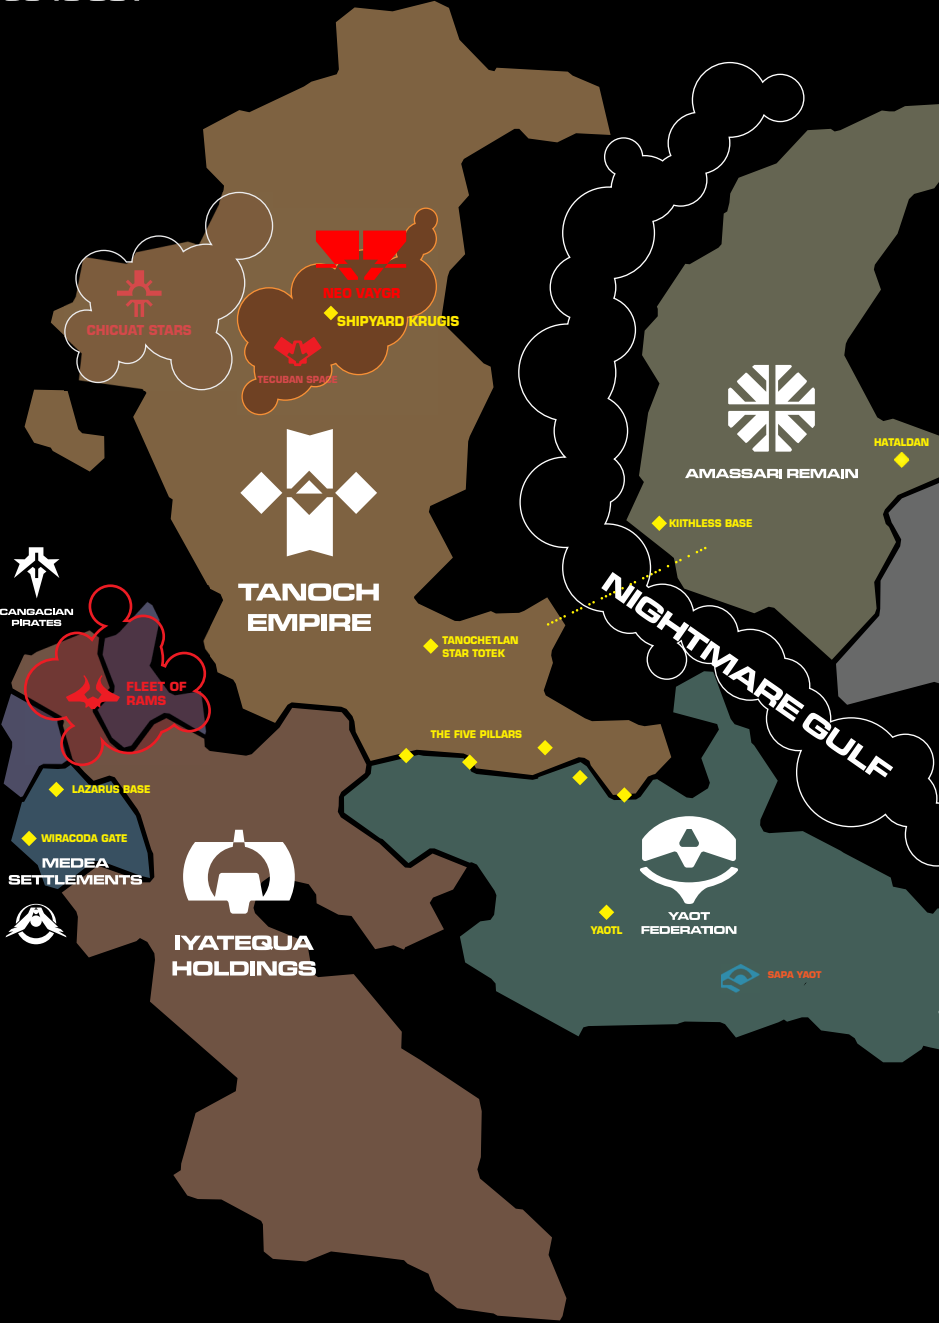 NEO VAYGR
SHIPYARD KRUGIS
CHICUAT STARS
TECUBAN SPACE
HATALDAN
AMASSARI REMAIN
KIITHLESS BASE
TANOCH
EMPIRE
CANGACIAN
PIRATES
NIGHTMARE GULF
TANOCHETLAN
STAR TOTEK
FLEET OF
RAMS
THE FIVE PILLARS
LAZARUS BASE
WIRACODA GATE
MEDEA
SETTLEMENTS
IYATEQUA
HOLDINGS
YAOT
FEDERATION
YAOTL
SAPA YAOT